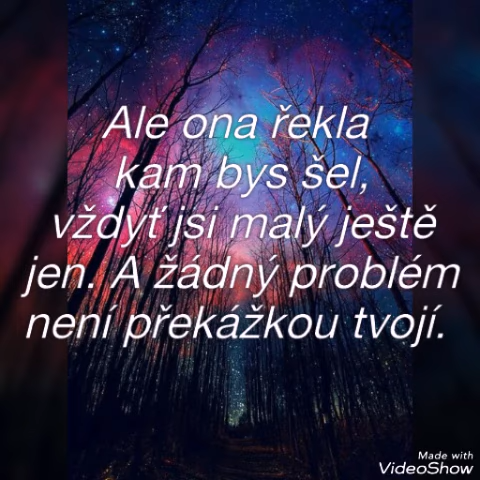 Ale ona řekla
kam bys šel,
vždyť jsi malý ještě
jen. A žádný problém
není překážkou tvojí.
Made with
VideoShow